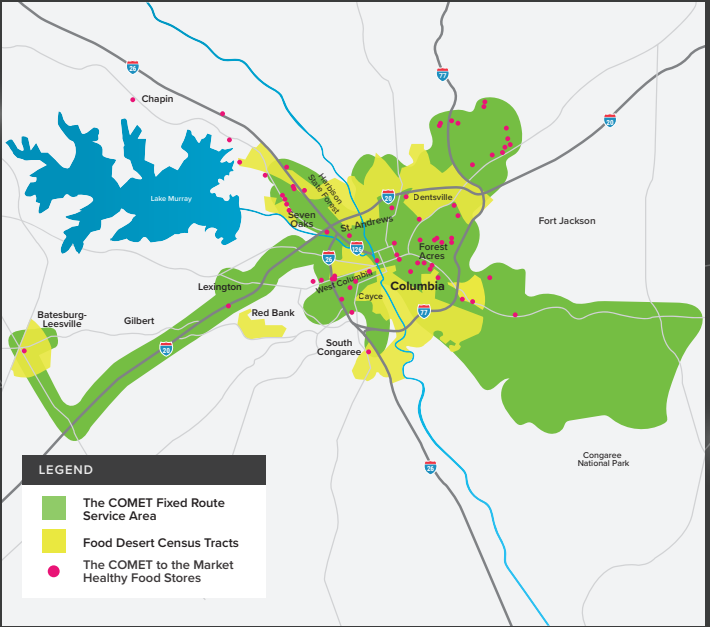 26
77
Chapin
20
Harbison
State Forest
Lake Murray
20
Dentsville
Seven
Oaks
St. Andrews
Fort Jackson
126
26
Forest
Acres
West Columbia
Columbia
Lexington
Cayce
Batesburg-
Leesville
Gilbert
Red Bank
77
20
South
Congaree
Congaree
National Park
26
LEGEND
The COMET Fixed Route
Service Area
Food Desert Census Tracts
The COMET to the Market
Healthy Food Stores